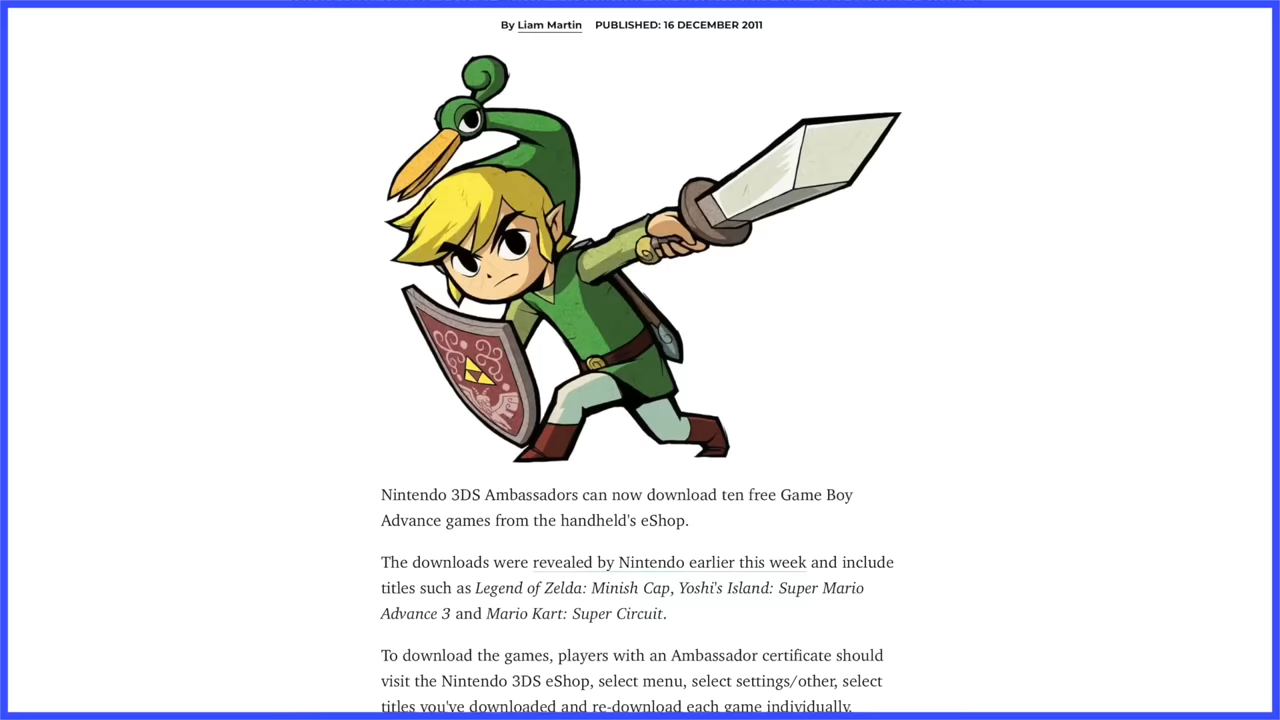 By Liam Martin PUBLISHED: 16 DECEMBER 2011
Nintendo 3DS Ambassadors can now download ten free Game Boy
Advance games from the handheld's eShop.
The downloads were revealed by Nintendo earlier this week and include
titles such as Legend of Zelda: Minish Cap, Yoshi's Island: Super Mario
Advance 3 and Mario Kart: Super Circuit.
To download the games, players with an Ambassador certificate should
visit the Nintendo 3DS eShop, select menu, select settings/other, select
titles you've downloaded and re-download each game individually.